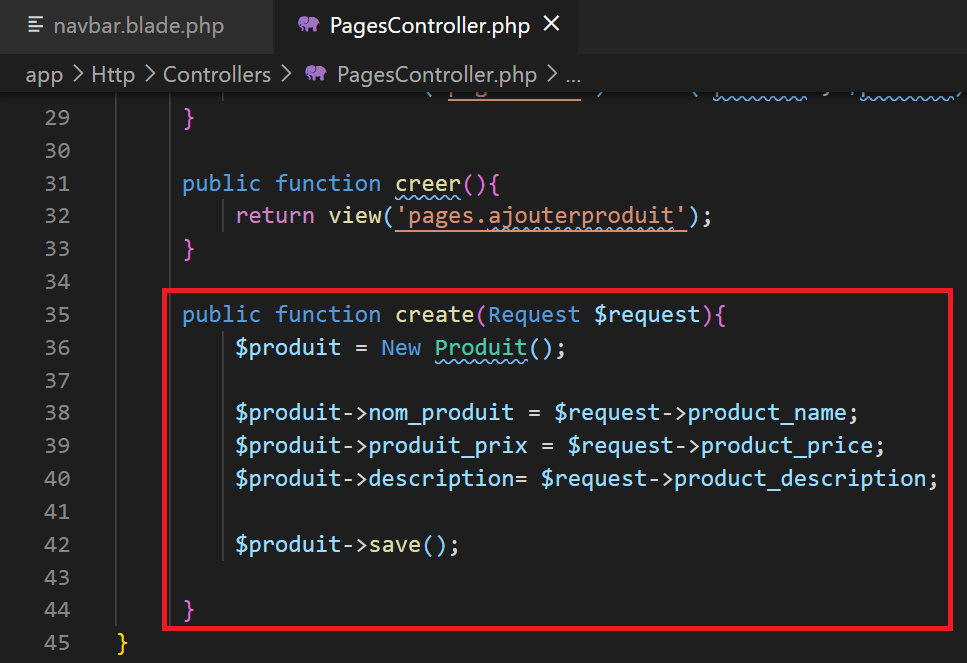 navbar.blade.php PagesController.php ×
app > Http > Controllers > PagesController.php > ...
29 }
30
31 public function creer(){
32 return view('pages.ajouterproduit');
33 }
34
35 public function create(Request $request){
36 $produit = New Produit();
37
38 $produit->nom_produit = $request->product_name;
39 $produit->produit_prix = $request->product_price;
40 $produit->description= $request->product_description;
41
42 $produit->save();
43
44 }
45 }